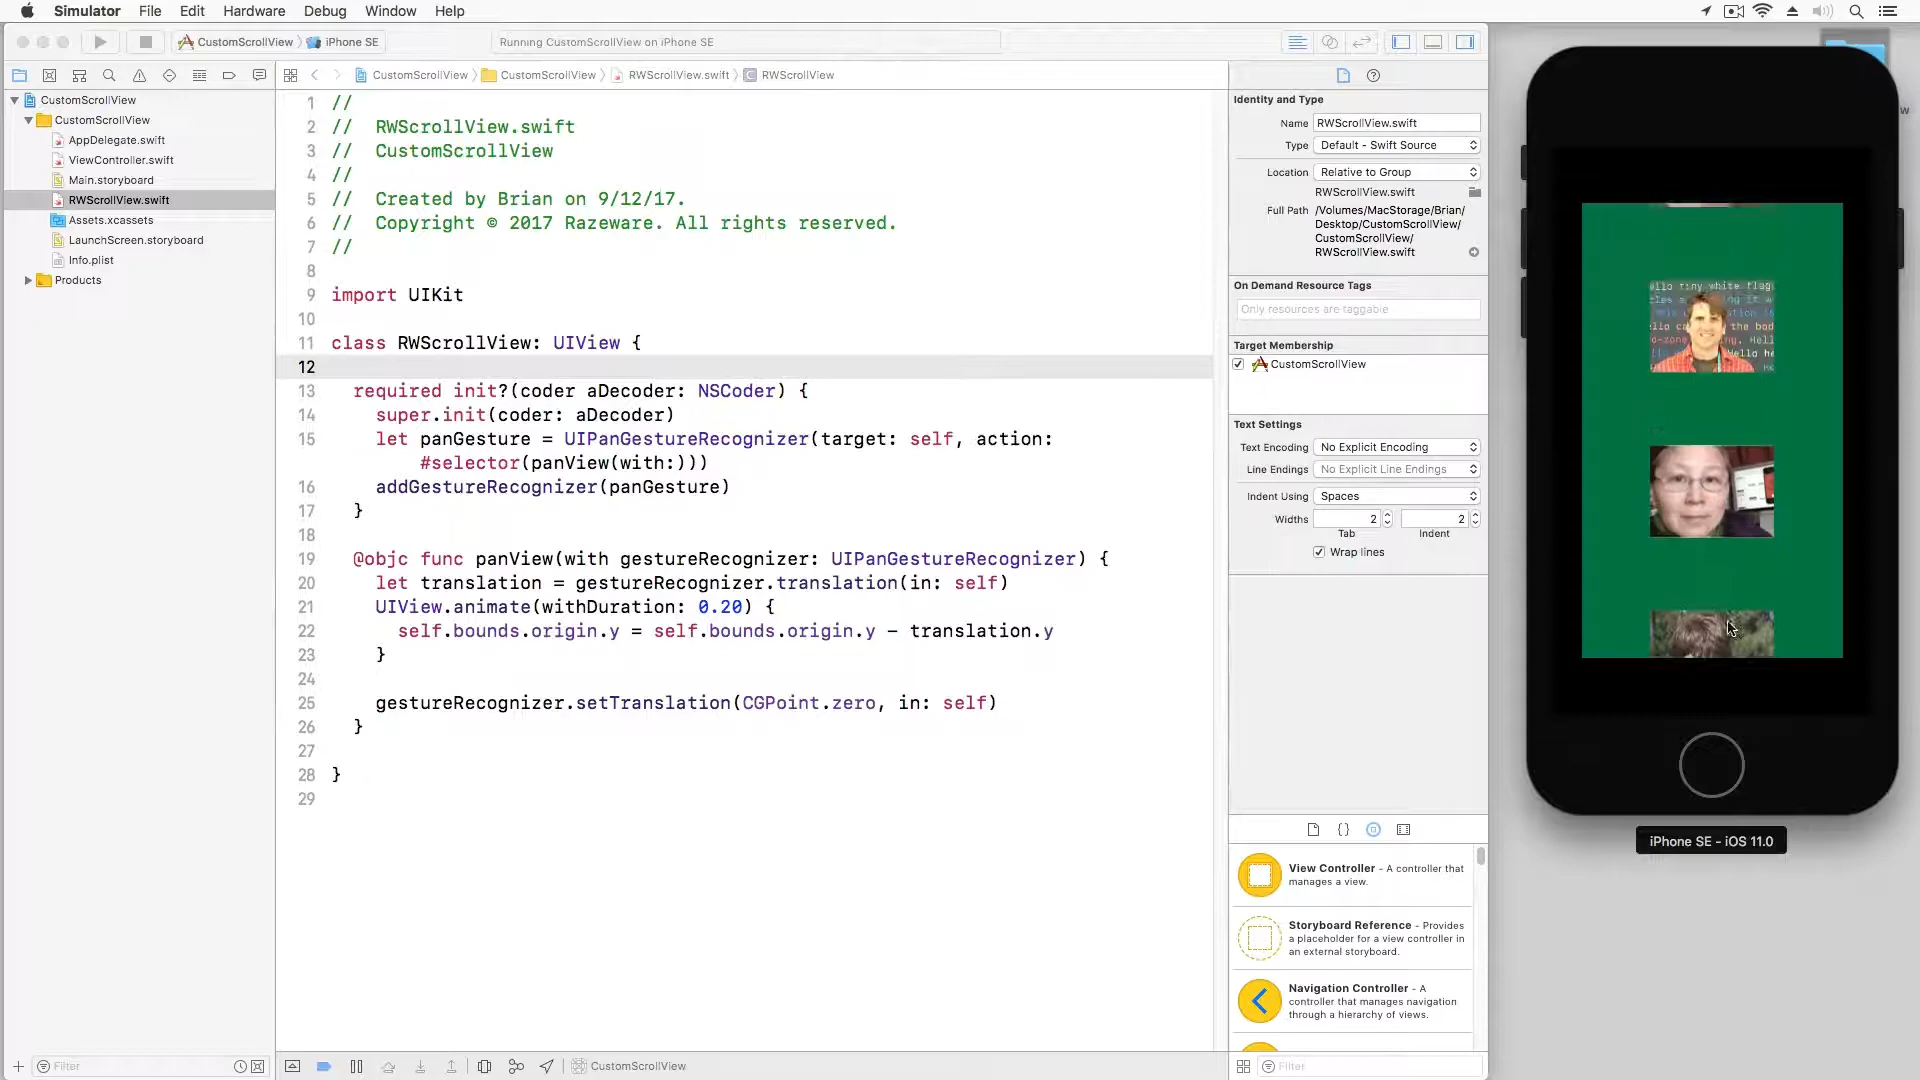 Simulator File Edit Hardware Debug Window Help
CustomScrollView iPhone SE Running CustomScrollView on iPhone SE
CustomScrollView CustomScrollView RWScrollView.swift RWScrollView
CustomScrollView
CustomScrollView
AppDelegate.swift
ViewController.swift
Main.storyboard
RWScrollView.swift
Assets.xcassets
LaunchScreen.storyboard
Info.plist
Products
Filter
1 //
2 //  RWScrollView.swift
3 //  CustomScrollView
4 //
5 //  Created by Brian on 9/12/17.
6 //  Copyright © 2017 Razeware. All rights reserved.
7 //
8
9 import UIKit
10
11 class RWScrollView: UIView {
12
13   required init?(coder aDecoder: NSCoder) {
14     super.init(coder: aDecoder)
15     let panGesture = UIPanGestureRecognizer(target: self, action:
#selector(panView(with:)))
16     addGestureRecognizer(panGesture)
17   }
18
19   @objc func panView(with gestureRecognizer: UIPanGestureRecognizer) {
20     let translation = gestureRecognizer.translation(in: self)
21     UIView.animate(withDuration: 0.20) {
22       self.bounds.origin.y = self.bounds.origin.y - translation.y
23     }
24
25     gestureRecognizer.setTranslation(CGPoint.zero, in: self)
26   }
27
28 }
29
CustomScrollView
Identity and Type
Name RWScrollView.swift
Type Default - Swift Source
Location Relative to Group
RWScrollView.swift
Full Path /Volumes/MacStorage/Brian/
Desktop/CustomScrollView/
CustomScrollView/
RWScrollView.swift
On Demand Resource Tags
Only resources are taggable
Target Membership
CustomScrollView
Text Settings
Text Encoding No Explicit Encoding
Line Endings No Explicit Line Endings
Indent Using Spaces
Widths 2 2
Tab Indent
Wrap lines
View Controller - A controller that
manages a view.
Storyboard Reference - Provides
a placeholder for a view controller in
an external storyboard.
Navigation Controller - A
controller that manages navigation
through a hierarchy of views.
Filter
tiny white flag
the bad
Hello
iPhone SE - iOS 11.0